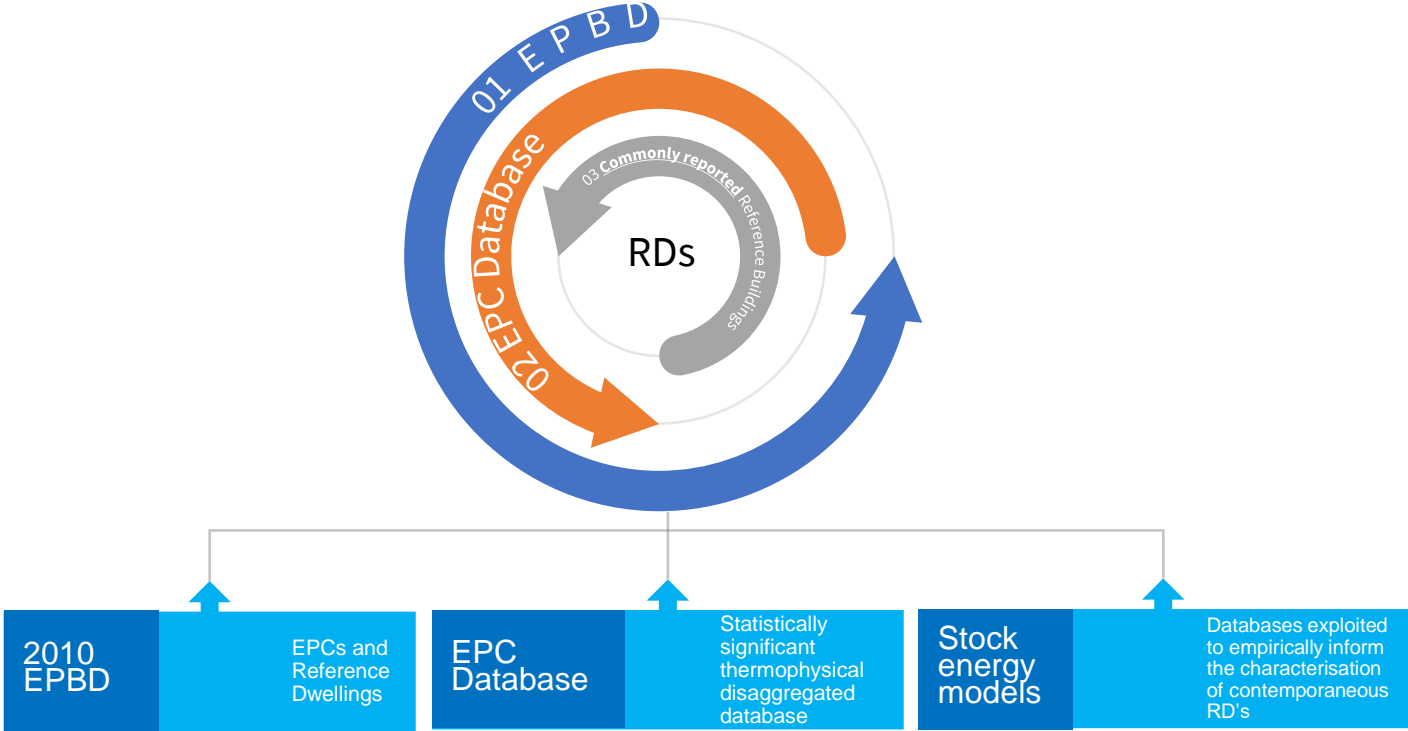 01 E P B D
02 EPC Database
03 Commonly reported Reference Buildings
RDs
2010
EPBD
EPCs and
Reference
Dwellings
EPC
Database
Statistically
significant
thermophysical
disaggregated
database
Stock
energy
models
Databases exploited
to empirically inform
the characterisation
of contemporaneous
RD's